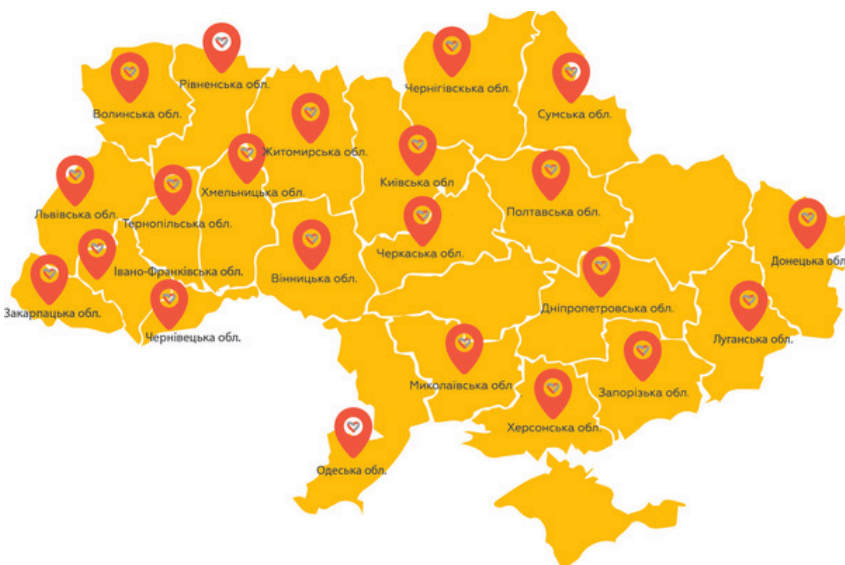 Рівненська обл.
Чернігівскька обл.
Волинська обл.
Сумська обл.
Житомирська обл.
Київська обл
Хмельницька обл.
Львівська обл.
Тернопільська обл.
Полтавська обл.
Черкаська обл.
Донецька обл.
Івано-Франківська обл.
Вінницька обл.
Закарпацька обл.
Дніпропетровська обл.
Чернівецька обл.
Луганська обл.
Миколаївська обл
Запорізька обл.
Херсонська обл.
Одеська обл.